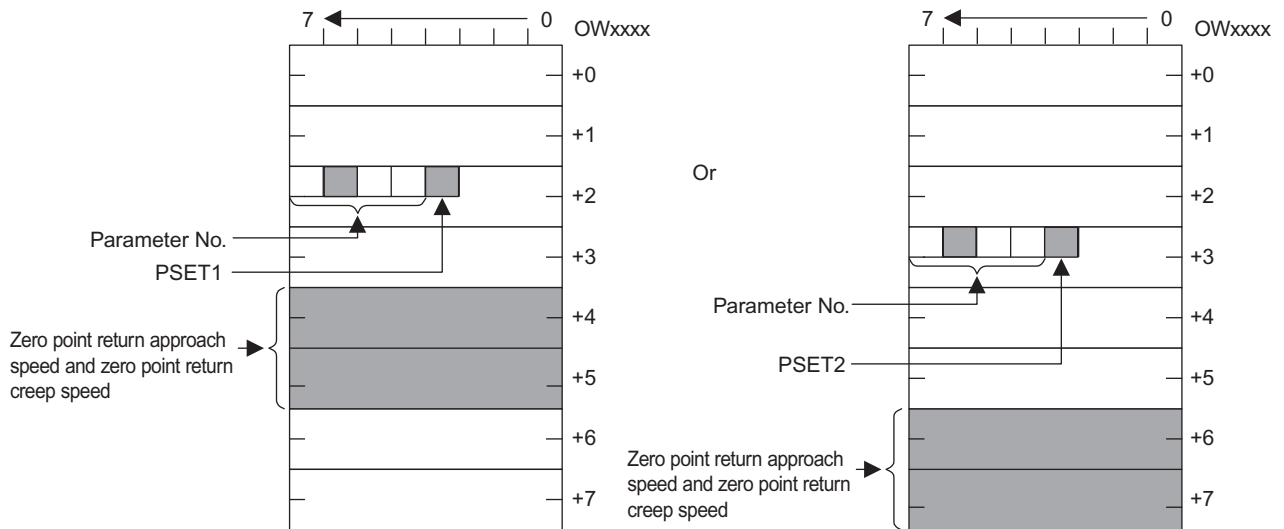 7 0 OWxxxx
+0
+1
+2
Parameter No.
+3
PSET1
+4
Zero point return approach
speed and zero point return
creep speed
+5
+6
+7
Or
7 0 OWxxxx
+0
+1
+2
+3
Parameter No.
+4
PSET2
+5
+6
Zero point return approach
speed and zero point return
creep speed
+7